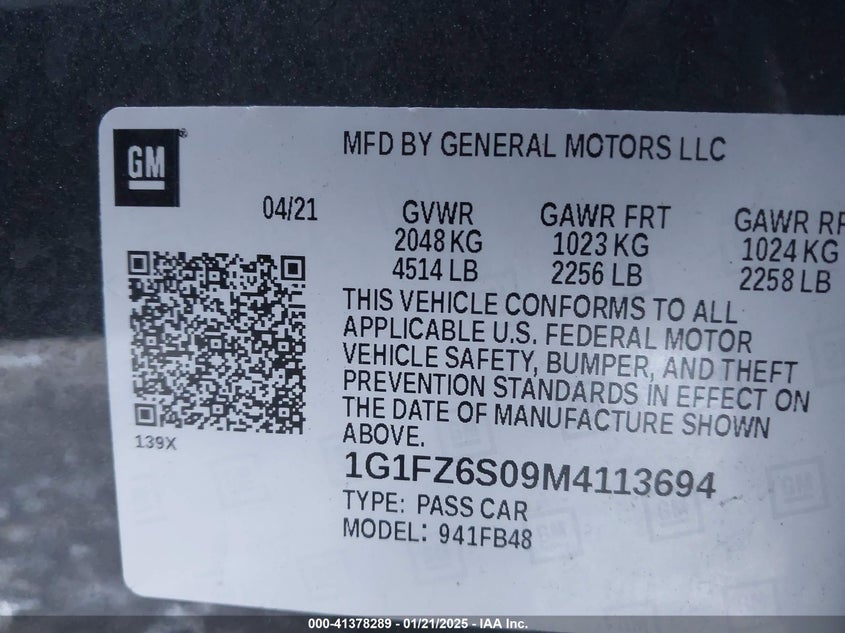 GM
MFD BY GENERAL MOTORS LLC
04/21
GVWR GAWR FRT GAWR RR
2048 KG 1023 KG 1024 KG
4514 LB 2256 LB 2258 LB
THIS VEHICLE CONFORMS TO ALL
APPLICABLE U.S. FEDERAL MOTOR
VEHICLE SAFETY, BUMPER, AND THEFT
PREVENTION STANDARDS IN EFFECT ON
THE DATE OF MANUFACTURE SHOWN
ABOVE.
139X
1G1FZ6S09M4113694
TYPE: PASS CAR
MODEL: 941FB48
000-41378289 - 01/21/2025 - IAA Inc.